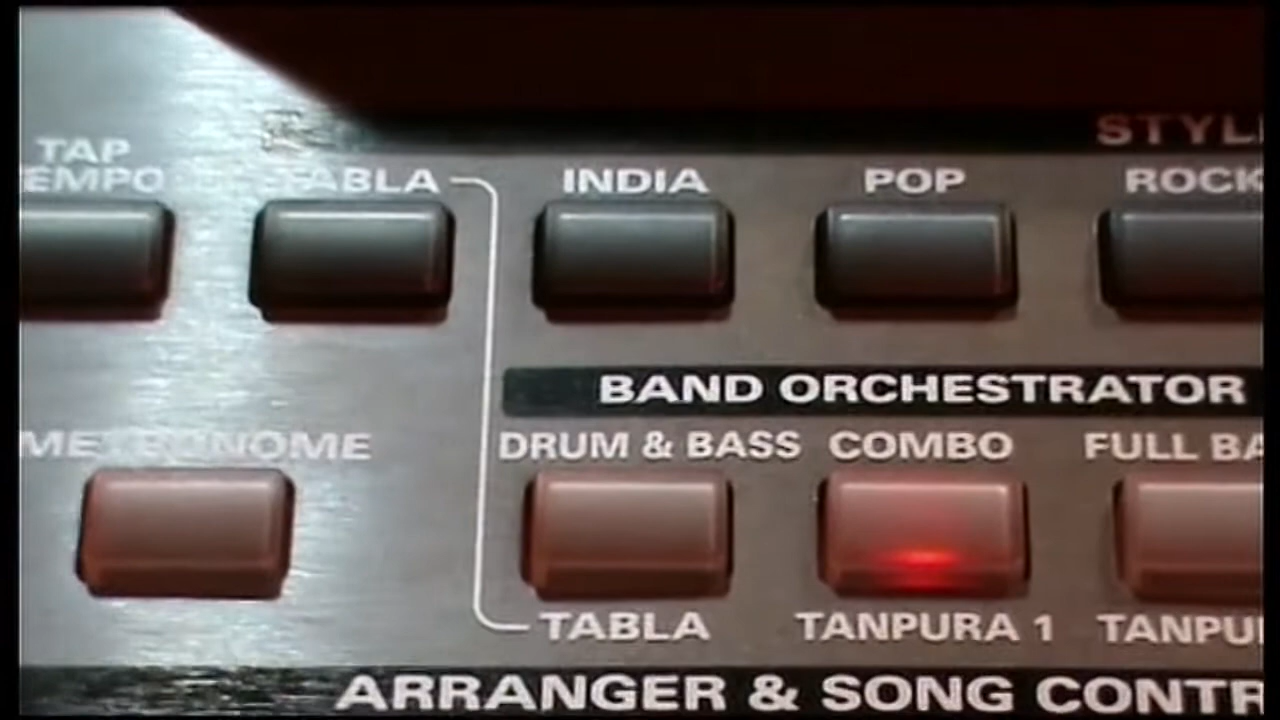 STYL
TAP
EMPO TABLA INDIA POP ROCK
BAND ORCHESTRATOR
METRONOME DRUM & BASS COMBO FULL BA
TABLA TANPURA 1 TANPU
ARRANGER & SONG CONTR